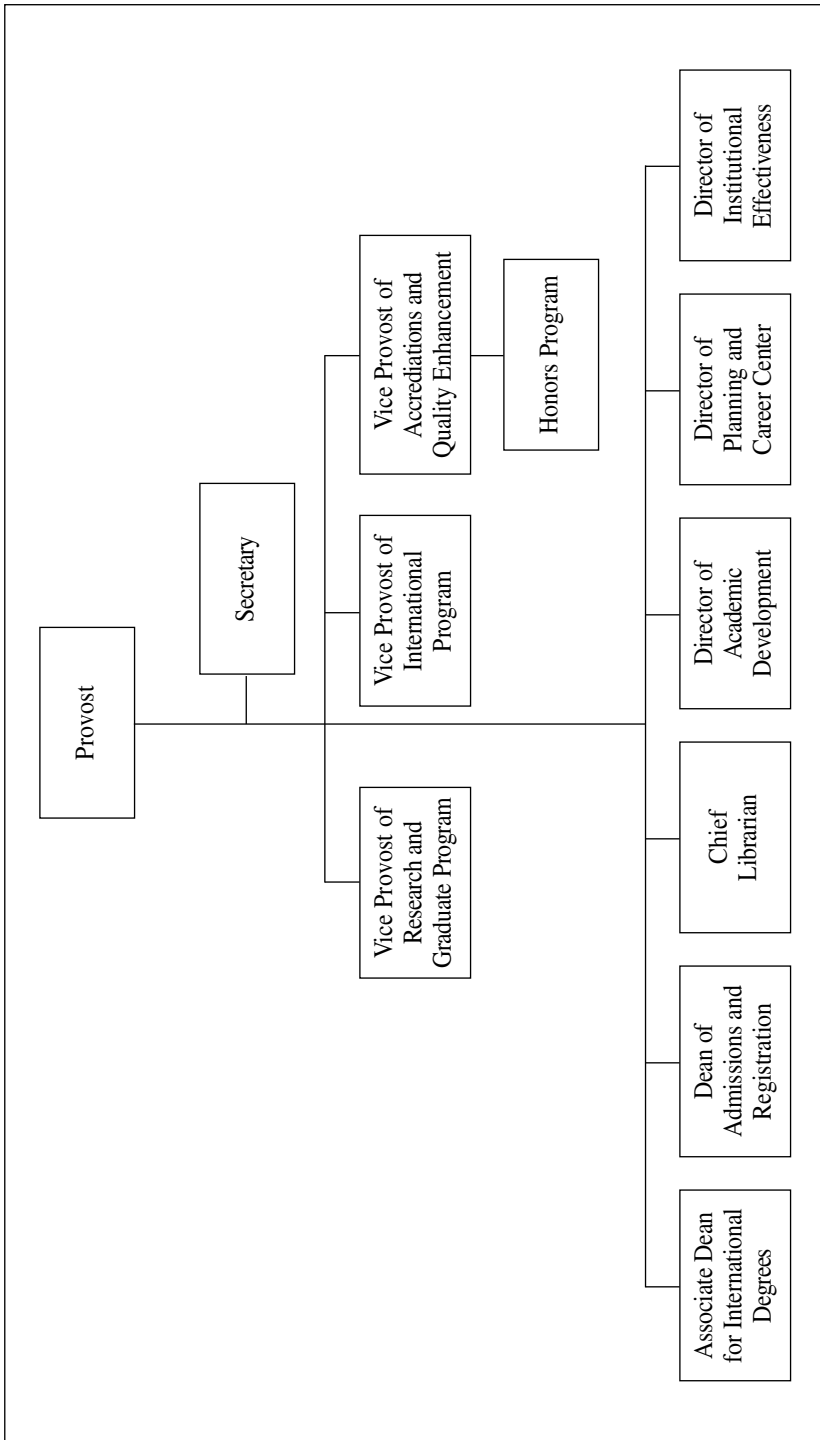 Provost
Secretary
Vice Provost of
Research and
Graduate Program
Vice Provost of
International
Program
Vice Provost of
Accrediations and
Quality Enhancement
Honors Program
Associate Dean
for International
Degrees
Dean of
Admissions and
Registration
Chief
Librarian
Director of
Academic
Development
Director of
Planning and
Career Center
Director of
Institutional
Effectiveness